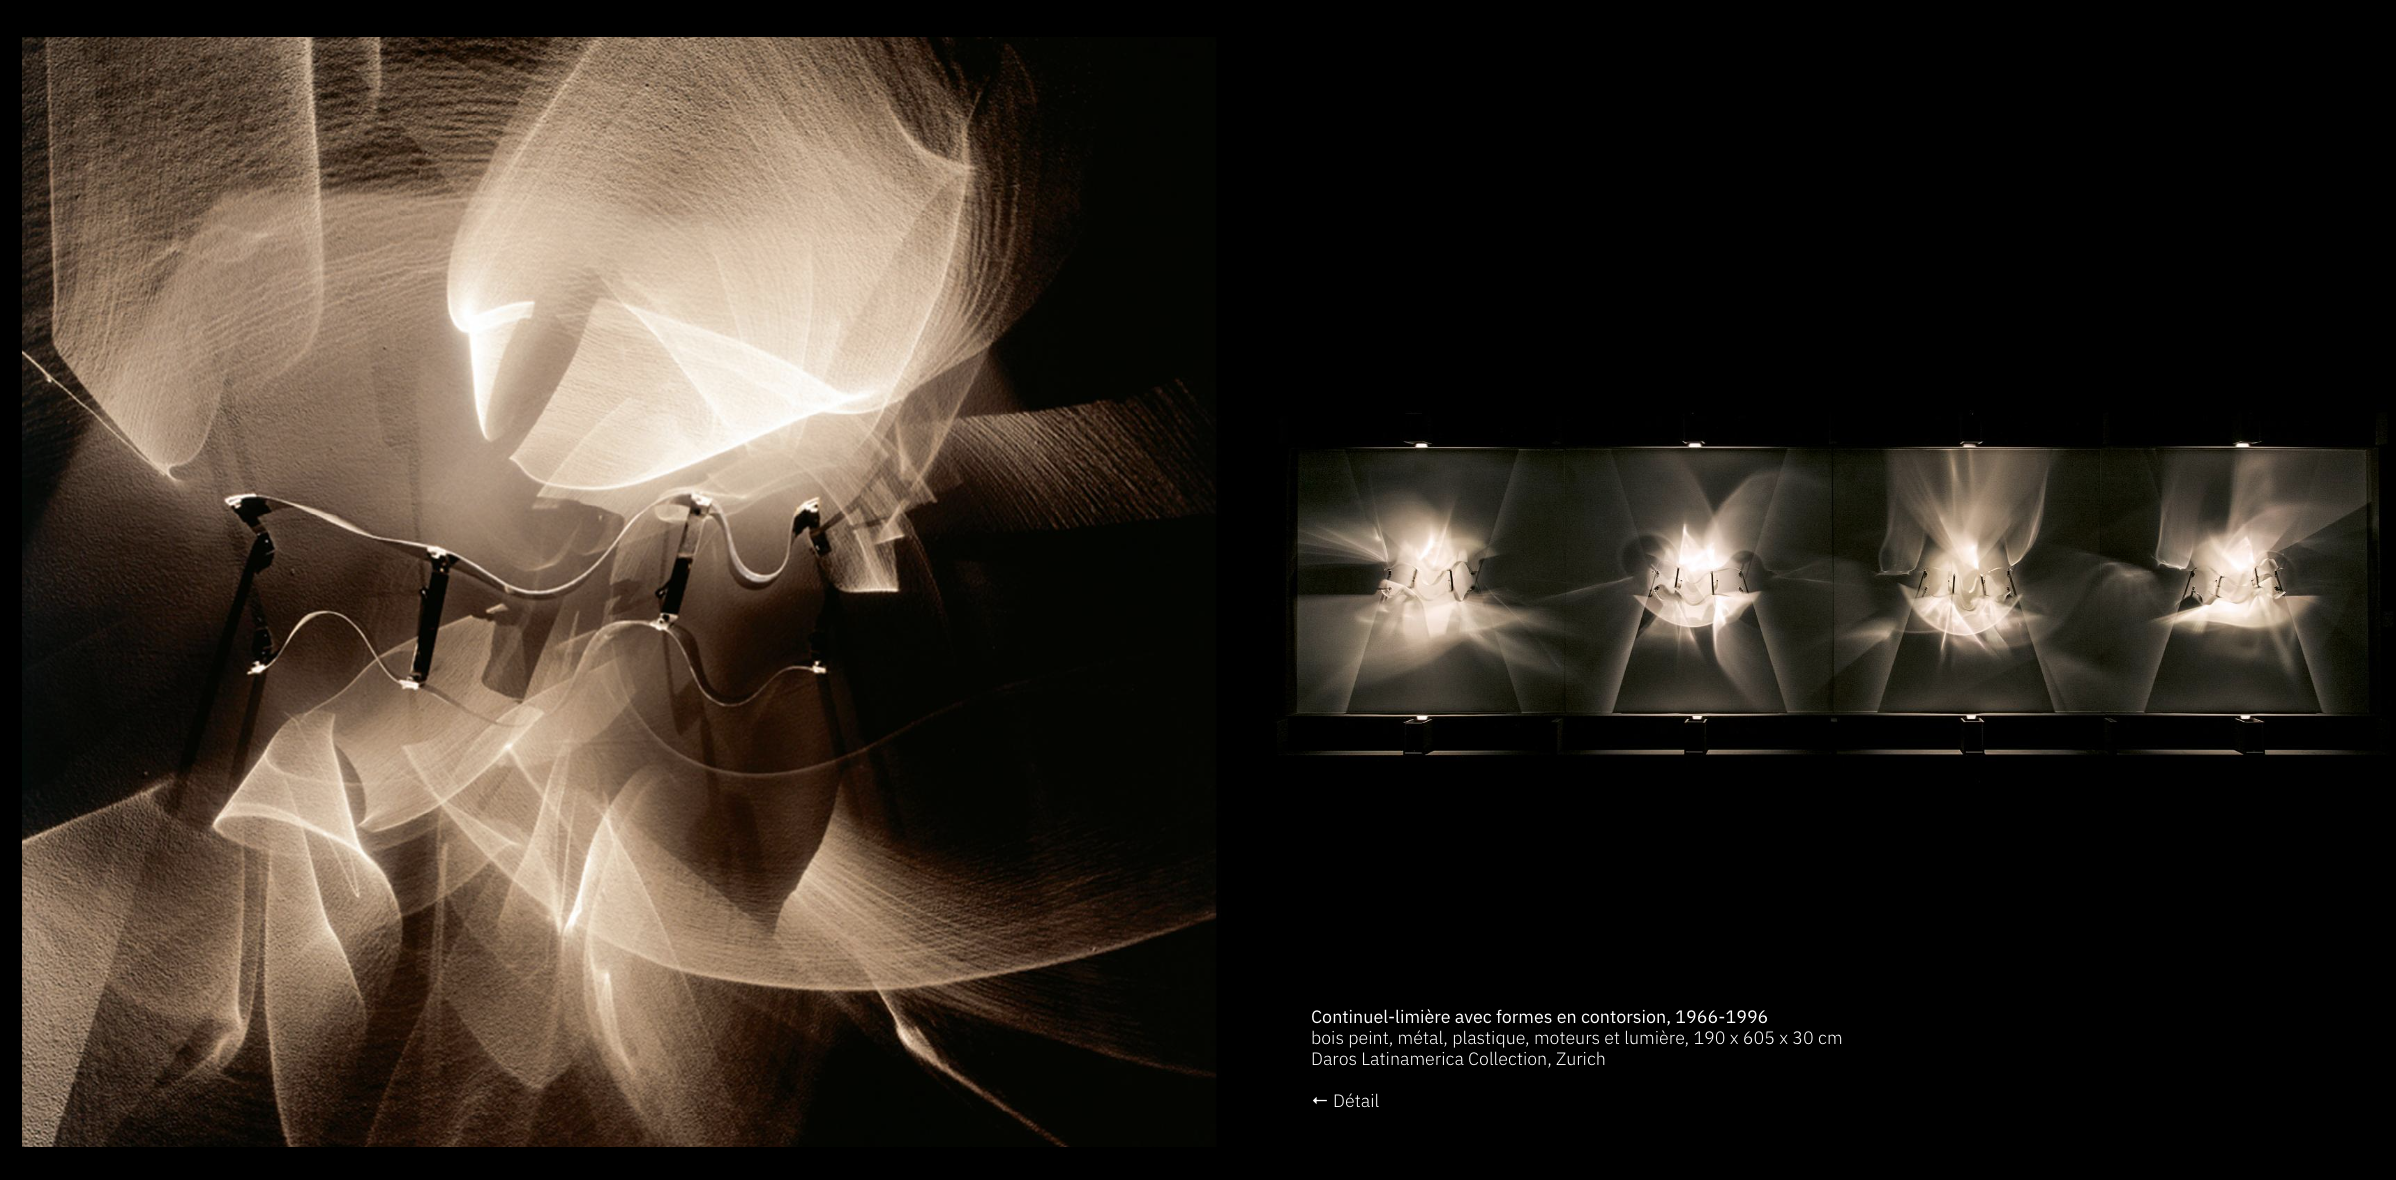 Continuel-limière avec formes en contorsion, 1966-1996
bois peint, métal, plastique, moteurs et lumière, 190 x 605 x 30 cm
Daros Latinamerica Collection, Zurich
← Détail